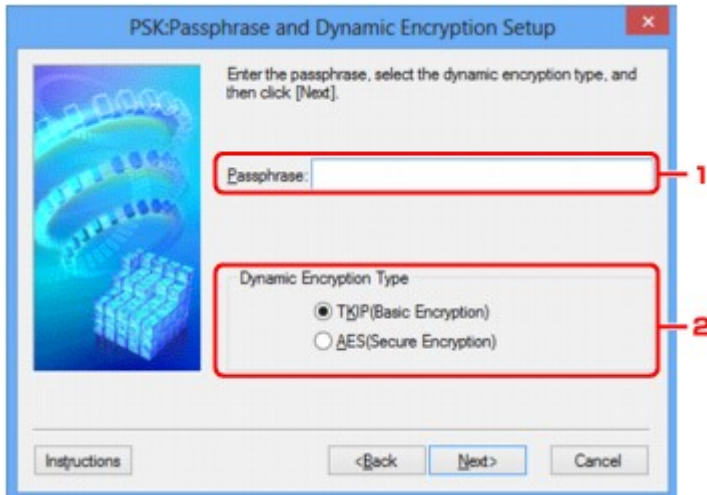 PSK:Passphrase and Dynamic Encryption Setup
Enter the passphrase, select the dynamic encryption type, and
then click [Next].
Passphrase:
1
Dynamic Encryption Type
TKIP(Basic Encryption)
AES(Secure Encryption)
2
Instructions
<Back
Next>
Cancel